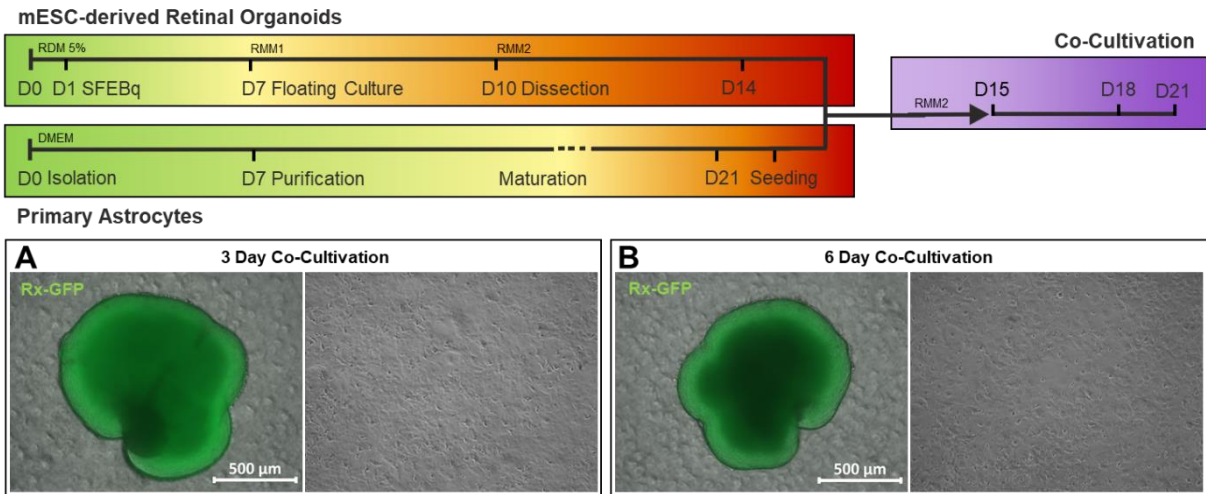 mESC-derived Retinal Organoids
RDM 5% RMM1 RMM2
D0 D1 SFEBq D7 Floating Culture D10 Dissection D14
Co-Cultivation
D15 D18 D21
RMM2
DMEM
D0 Isolation D7 Purification Maturation D21 Seeding
Primary Astrocytes
A 3 Day Co-Cultivation
Rx-GFP
500 µm
B 6 Day Co-Cultivation
Rx-GFP
500 µm